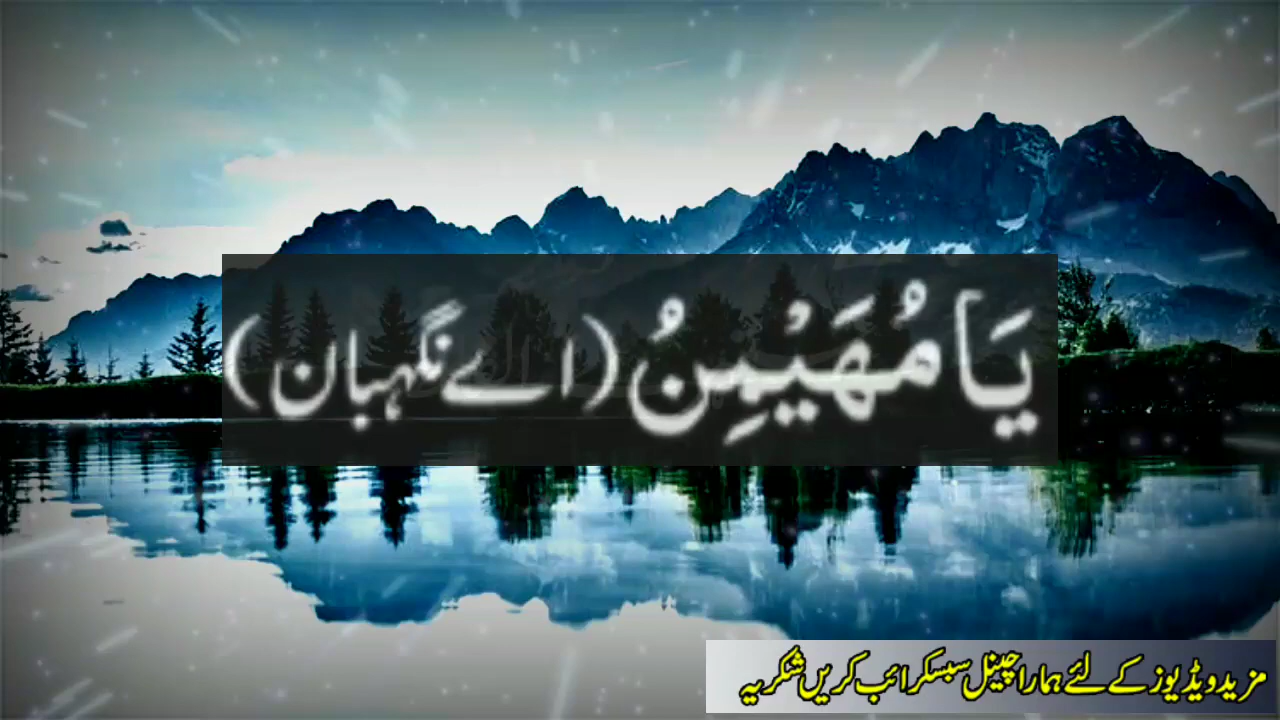 یَا مُهَیْمِنُ (اے نگہبان)
مزید ویڈیوز کے لئے ہمارا چینل سبسکرائب کریں شکریہ